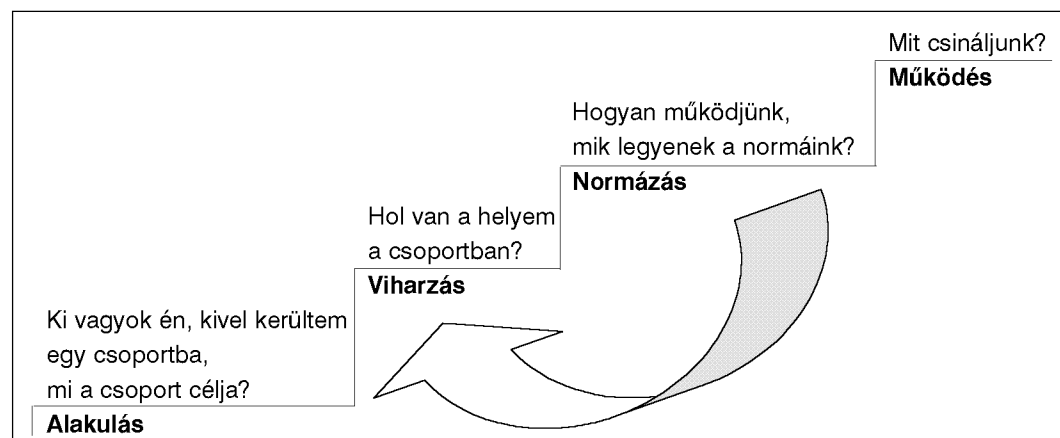 Mit csináljunk?
Működés
Hogyan működjünk,
mik legyenek a normáink?
Normázás
Hol van a helyem
a csoportban?
Viharzás
Ki vagyok én, kivel kerültem
egy csoportba,
mi a csoport célja?
Alakulás